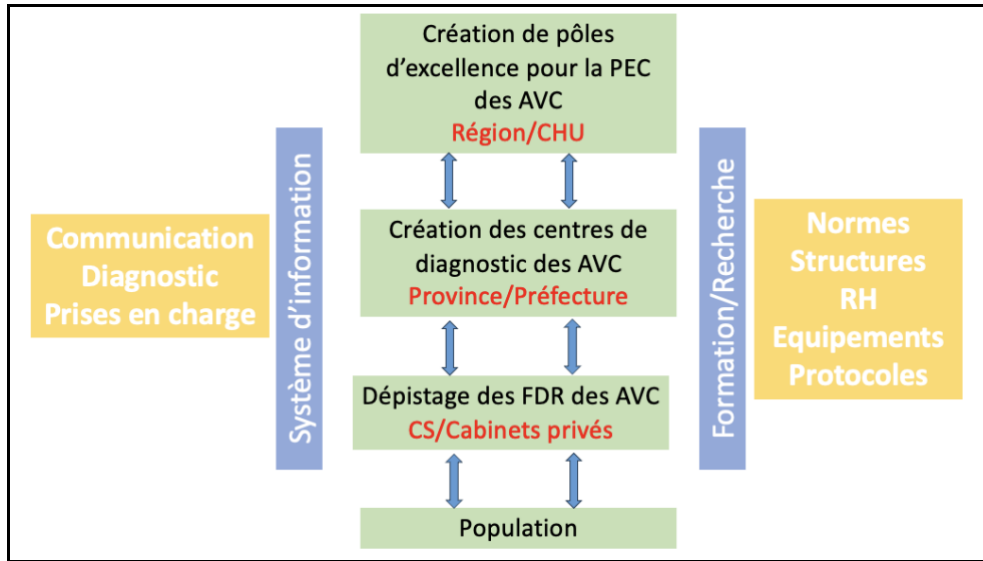 Création de pôles
d'excellence pour la PEC
des AVC
Région/CHU
Communication
Diagnostic
Prises en charge
Système d'information
Création des centres de
diagnostic des AVC
Province/Préfecture
Formation/Recherche
Normes
Structures
RH
Equipements
Protocoles
Dépistage des FDR des AVC
CS/Cabinets privés
Population